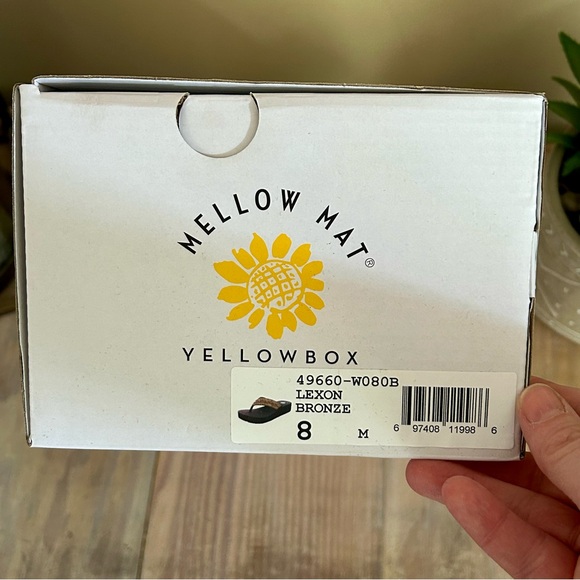 MELLOW MAT®
YELLOWBOX
49660-W080B
LEXON
BRONZE
8 M
6 97408 11998 6